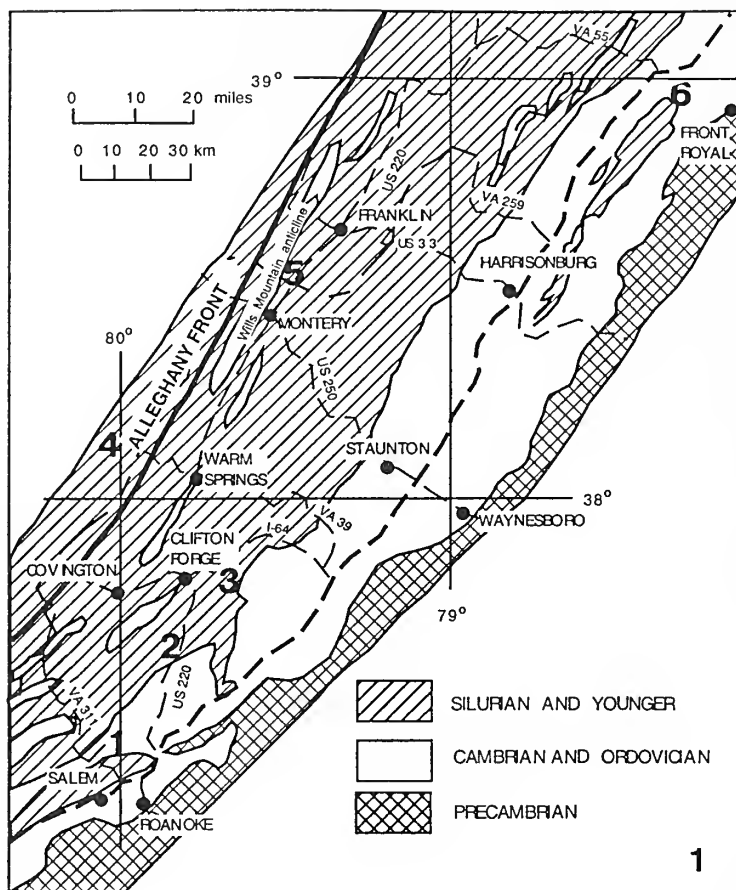 VA 55
39°
0 10 20 miles
0 10 20 30 km
6
FRONT
ROYAL
US 220
VA 259
FRANKLIN
US 33
Wills Mountain anticline
5
HARRISONBURG
MONTERY
ALLEGHANY FRONT
80°
US 250
4
STAUNTON
WARM
SPRINGS
38°
WAYNESBORO
VA 39
I-64
CLIFTON
FORGE
COVINGTON
3
79°
2
US 220
VA 311
1
SALEM
ROANOKE
SILURIAN AND YOUNGER
CAMBRIAN AND ORDOVICIAN
PRECAMBRIAN
1